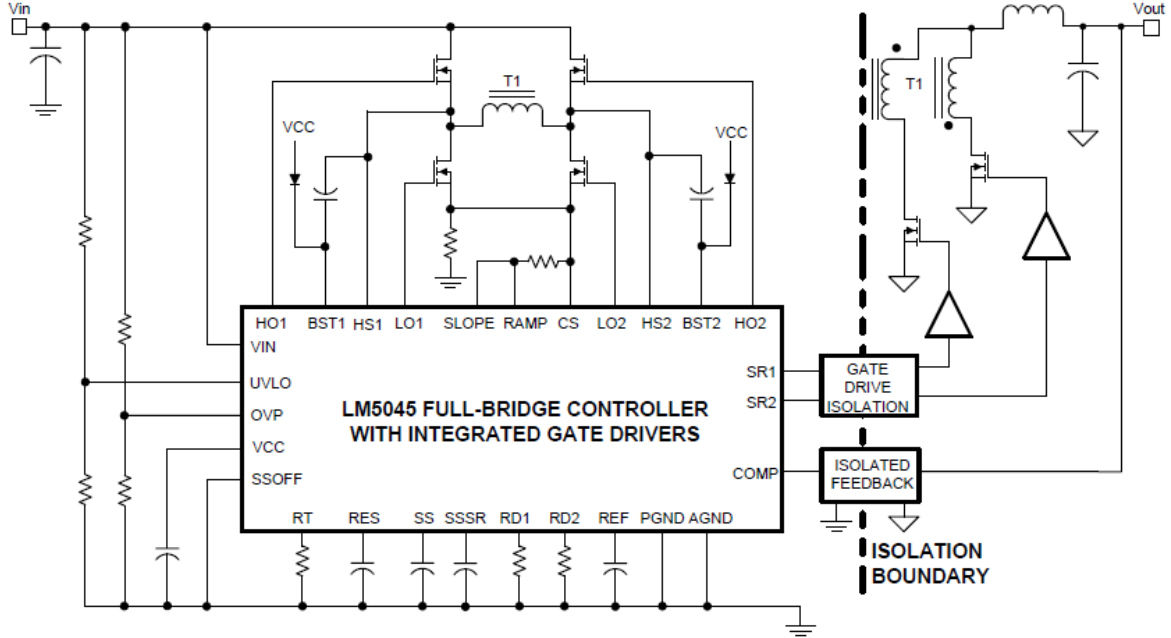 Vin
Vout
T1
T1
VCC
VCC
HO1 BST1 HS1 LO1 SLOPE RAMP CS LO2 HS2 BST2 HO2
VIN
UVLO
OVP
VCC
SSOFF
LM5045 FULL-BRIDGE CONTROLLER
WITH INTEGRATED GATE DRIVERS
SR1
SR2
COMP
GATE
DRIVE
ISOLATION
ISOLATED
FEEDBACK
RT RES SS SSSR RD1 RD2 REF PGND AGND
ISOLATION
BOUNDARY